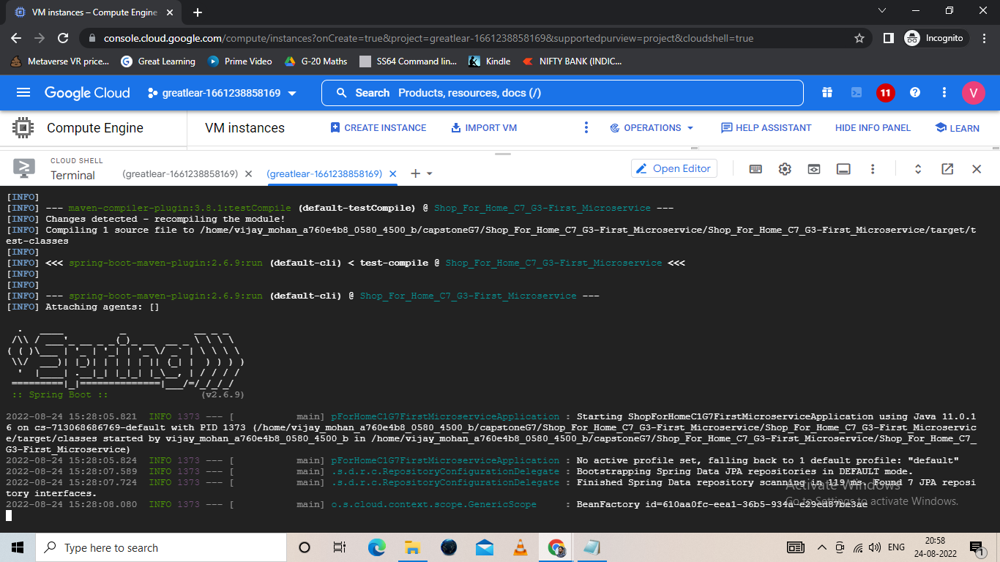 VM instances – Compute Engine
console.cloud.google.com/compute/instances?onCreate=true&project=greatlear-1661238858169&supportedpurview=project&cloudshell=true
Incognito
Metaverse VR price...
Great Learning
Prime Video
G-20 Maths
SS64 Command lin...
Kindle
NIFTY BANK (INDIC...
Google Cloud
greatlear-1661238858169
Search Products, resources, docs (/)
11
V
Compute Engine
VM instances
CREATE INSTANCE
IMPORT VM
OPERATIONS
HELP ASSISTANT
HIDE INFO PANEL
LEARN
CLOUD SHELL
Terminal
(greatlear-1661238858169)
(greatlear-1661238858169)
Open Editor
[INFO]
[INFO] --- maven-compiler-plugin:3.8.1:testCompile (default-testCompile) @ Shop_For_Home_C7_G3-First_Microservice ---
[INFO] Changes detected - recompiling the module!
[INFO] Compiling 1 source file to /home/vijay_mohan_a760e4b8_0580_4500_b/capstoneG7/Shop_For_Home_C7_G3-First_Microservice/Shop_For_Home_C7_G3-First_Microservice/target/t
est-classes
[INFO]
[INFO] <<< spring-boot-maven-plugin:2.6.9:run (default-cli) < test-compile @ Shop_For_Home_C7_G3-First_Microservice <<<
[INFO]
[INFO]
[INFO] --- spring-boot-maven-plugin:2.6.9:run (default-cli) @ Shop_For_Home_C7_G3-First_Microservice ---
[INFO] Attaching agents: []
Spring
:: Spring Boot :: (v2.6.9)
2022-08-24 15:28:05.821 INFO 1373 --- [ main] pForHomeC1G7FirstMicroserviceApplication : Starting ShopForHomeC1G7FirstMicroserviceApplication using Java 11.0.1
6 on cs-713068686769-default with PID 1373 (/home/vijay_mohan_a760e4b8_0580_4500_b/capstoneG7/Shop_For_Home_C7_G3-First_Microservice/Shop_For_Home_C7_G3-First_Microservic
e/target/classes started by vijay_mohan_a760e4b8_0580_4500_b in /home/vijay_mohan_a760e4b8_0580_4500_b/capstoneG7/Shop_For_Home_C7_G3-First_Microservice/Shop_For_Home_C7_
G3-First_Microservice)
2022-08-24 15:28:05.824 INFO 1373 --- [ main] pForHomeC1G7FirstMicroserviceApplication : No active profile set, falling back to 1 default profile: "default"
2022-08-24 15:28:07.589 INFO 1373 --- [ main] .s.d.r.c.RepositoryConfigurationDelegate : Bootstrapping Spring Data JPA repositories in DEFAULT mode.
2022-08-24 15:28:07.724 INFO 1373 --- [ main] .s.d.r.c.RepositoryConfigurationDelegate : Finished Spring Data repository scanning in 119 ms. Found 7 JPA reposi
tory interfaces.
2022-08-24 15:28:08.080 INFO 1373 --- [ main] o.s.cloud.context.scope.GenericScope : BeanFactory id=610aa0fc-eea1-36b5-934a-e29ed87be3ae
Activate Windows
Go to Settings to activate Windows.
Type here to search
ENG
20:58
24-08-2022
1